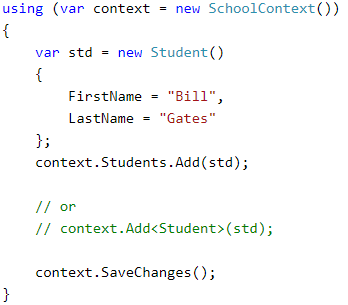 using (var context = new SchoolContext())
{
    var std = new Student()
    {
        FirstName = "Bill",
        LastName = "Gates"
    };
    context.Students.Add(std);

    // or
    // context.Add<Student>(std);

    context.SaveChanges();
}